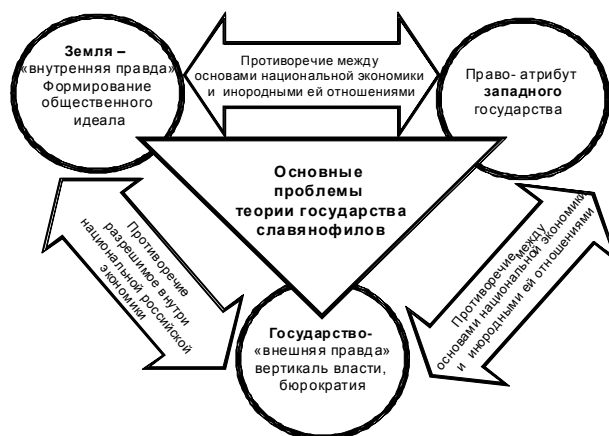 Земля –
«внутренняя правда»
Формирование
общественного
идеала
Противоречие между
основами национальной экономики
и инородными ей отношениями
Право- атрибут
западного
государства
Основные
проблемы
теории государства
славянофилов
Противоречие
разрешимое внутри
национальной российской
экономики
Противоречие между
основами национальной экономики
и инородными ей отношениями
Государство-
«внешняя правда»
вертикаль власти,
бюрократия